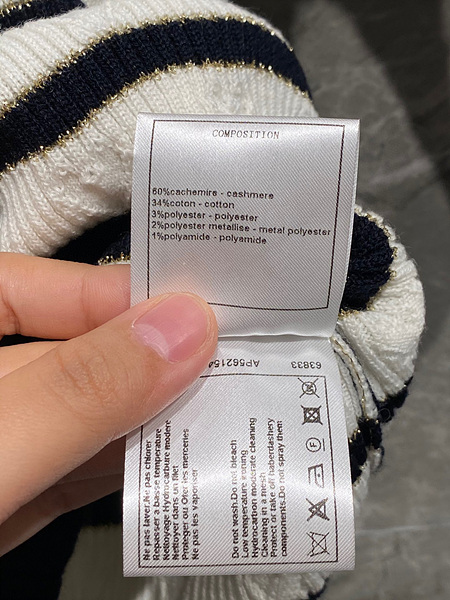 COMPOSITION
60%cachemire - cashmere
34%coton - cotton
3%polyester - polyester
2%polyester metallise - metal polyester
1%polyamide - polyamide
63833
Ne pas laver.Ne pas chlorer
Repasser a basse temperature
Nettoyage Hydrocarbure modere
Nettoyer dans un filet
Proteger ou Oter les merceries
Ne pas les vaporiser
Do not wash.Do not bleach
Low temperature ironing
Hydrocarbon moderate cleaning
Cleaning in a mesh
Protect or take off haberdashery
components.Do not spray them
F